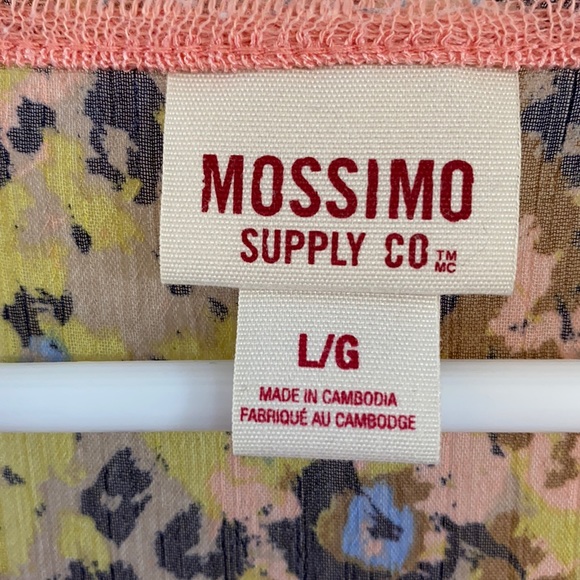 MOSSIMO
SUPPLY CO ™ MC
L/G
MADE IN CAMBODIA
FABRIQUÉ AU CAMBODGE